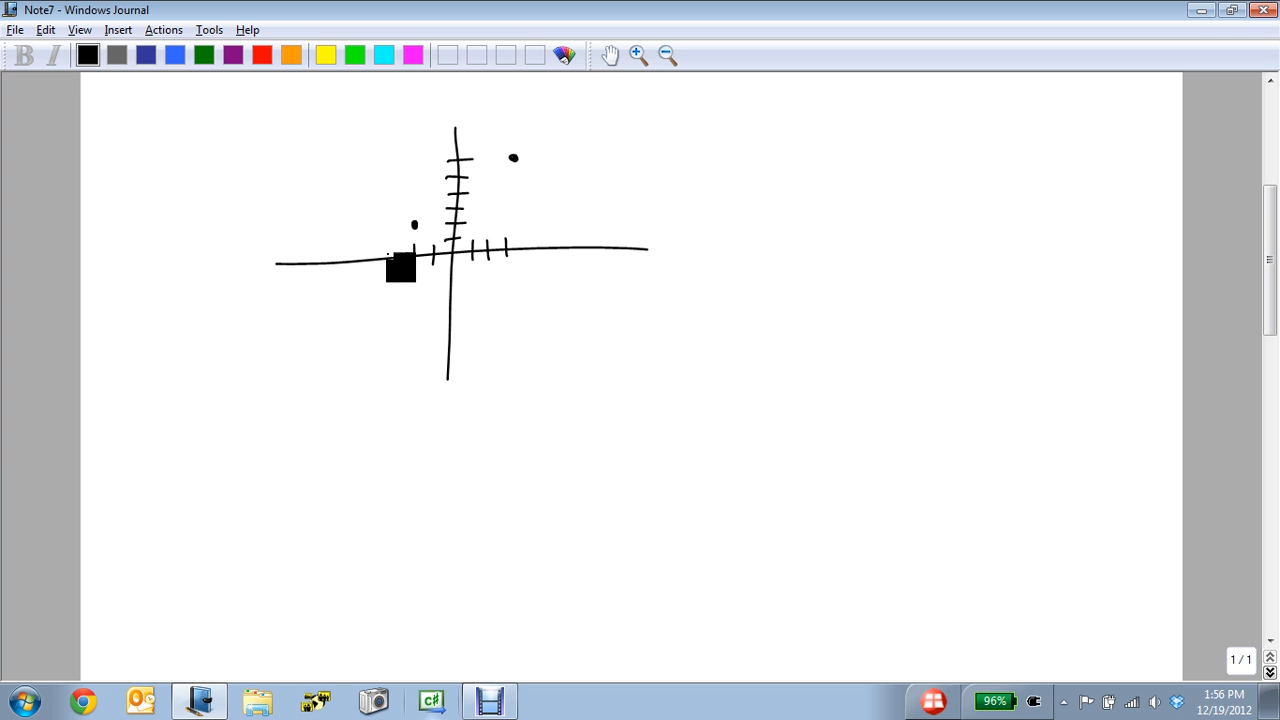 Note7 - Windows Journal
File Edit View Insert Actions Tools Help
B I
1 / 1
C#
96%
1:56 PM
12/19/2012